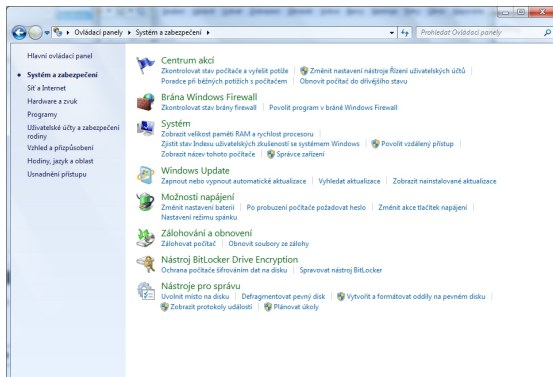 Ovládací panely ▸ Systém a zabezpečení ▸
Prohledat Ovládací panely
Hlavní ovládací panel
Systém a zabezpečení
Síť a Internet
Hardware a zvuk
Programy
Uživatelské účty a zabezpečení
rodiny
Vzhled a přizpůsobení
Hodiny, jazyk a oblast
Usnadnění přístupu
Centrum akcí
Zkontrolovat stav počítače a vyřešit potíže | Změnit nastavení nástroje Řízení uživatelských účtů |
Poradce při běžných potížích s počítačem | Obnovit počítač do dřívějšího stavu
Brána Windows Firewall
Zkontrolovat stav brány firewall | Povolit program v bráně Windows Firewall
Systém
Zobrazit velikost paměti RAM a rychlost procesoru |
Zjistit stav Indexu uživatelských zkušeností se systémem Windows | Povolit vzdálený přístup |
Zobrazit název tohoto počítače | Správce zařízení
Windows Update
Zapnout nebo vypnout automatické aktualizace | Vyhledat aktualizace | Zobrazit nainstalované aktualizace
Možnosti napájení
Změnit nastavení baterií | Po probuzení počítače požadovat heslo | Změnit akce tlačítek napájení |
Nastavení režimu spánku
Zálohování a obnovení
Zálohovat počítač | Obnovit soubory ze zálohy
Nástroj BitLocker Drive Encryption
Ochrana počítače šifrováním dat na disku | Spravovat nástroj BitLocker
Nástroje pro správu
Uvolnit místo na disku | Defragmentovat pevný disk | Vytvořit a formátovat oddíly na pevném disku |
Zobrazit protokoly událostí | Plánovat úkoly